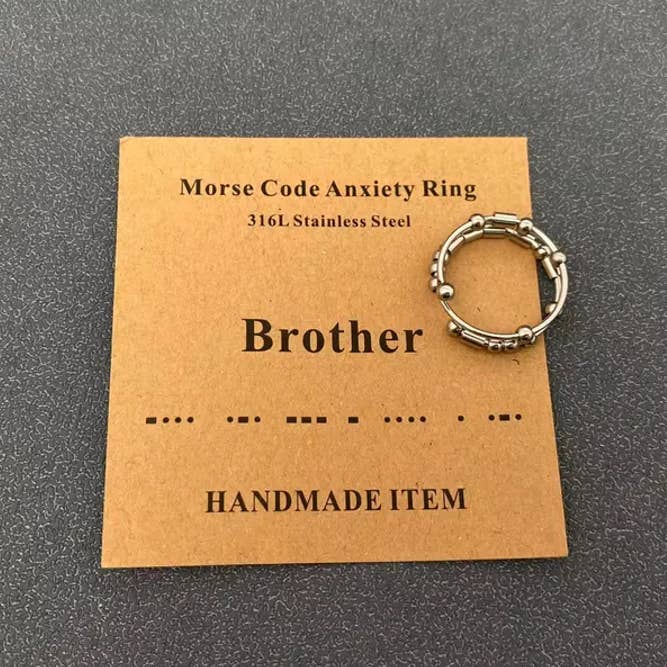 Morse Code Anxiety Ring
316L Stainless Steel
Brother
-••• •-• --- - •••• • •-•
HANDMADE ITEM